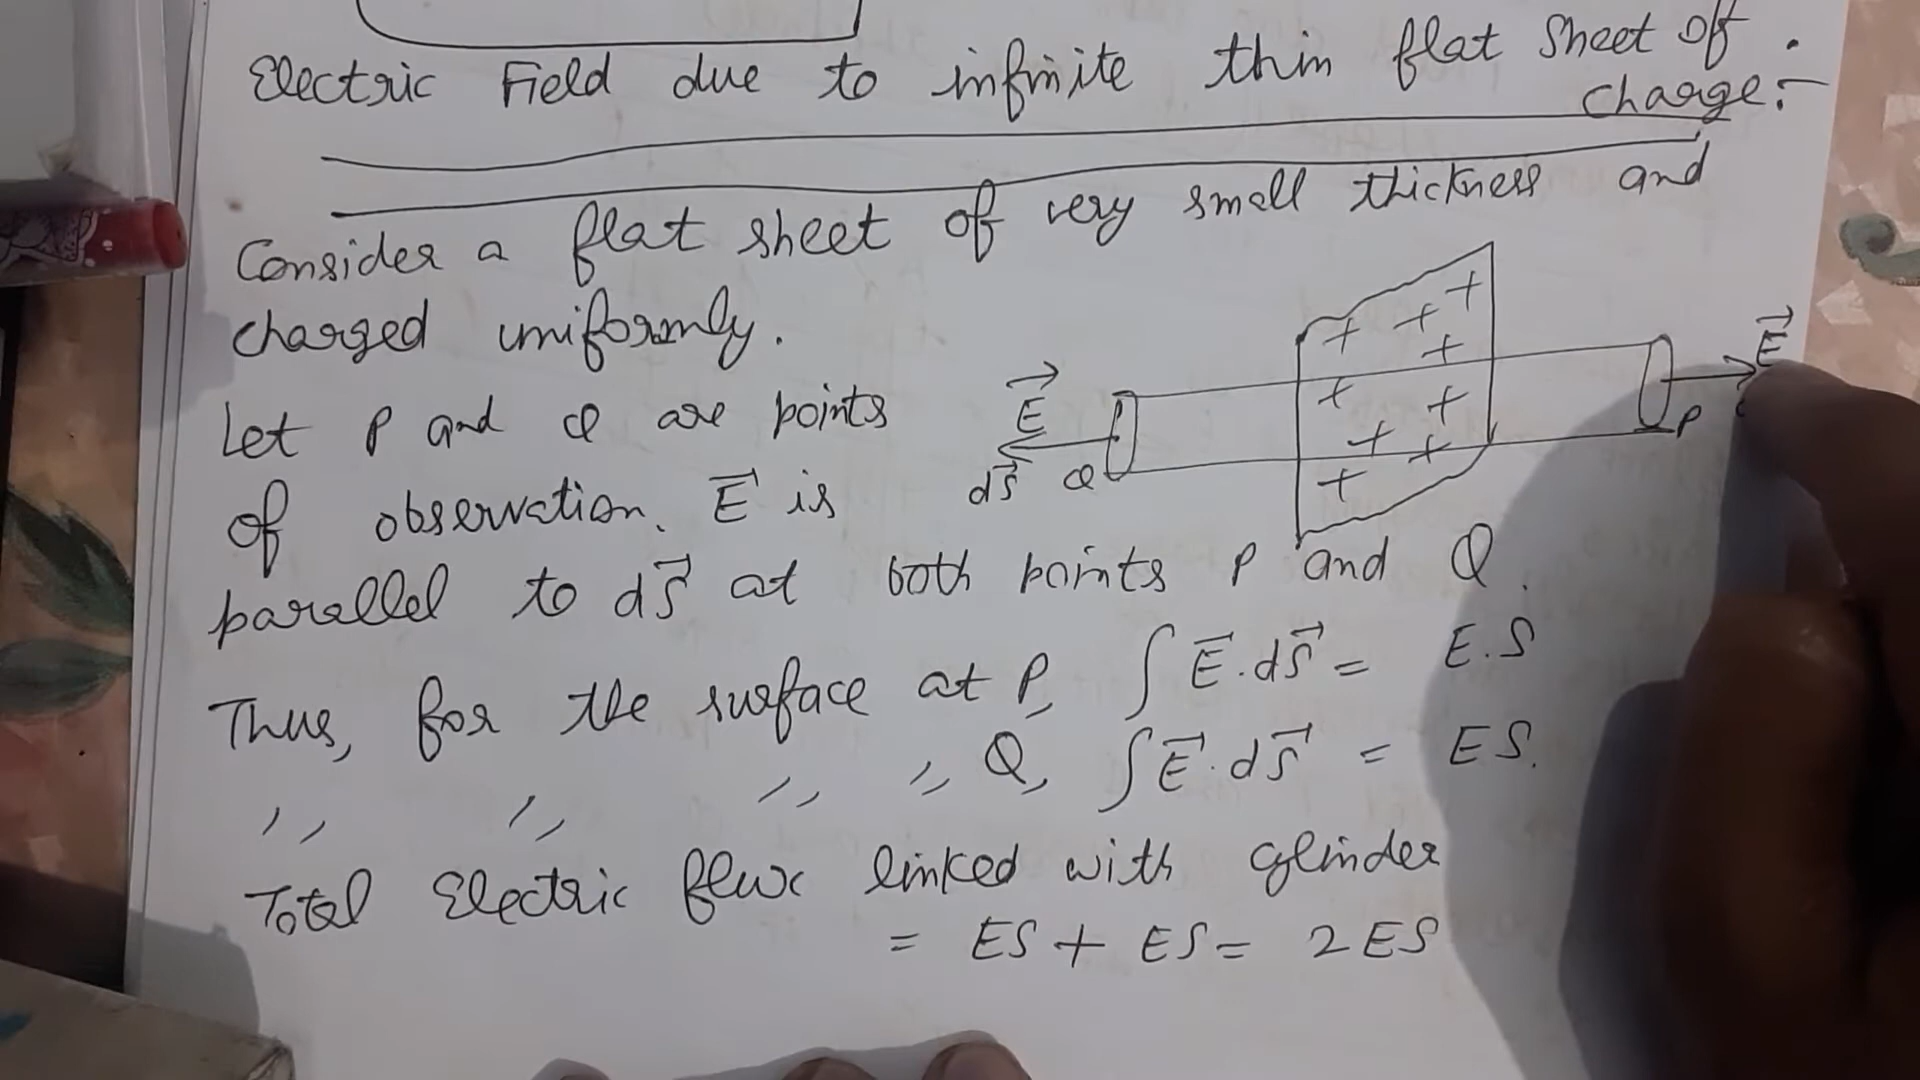 Electric Field due to infinite thin flat sheet of
charge:-
Consider a flat sheet of very small thickness and
charged uniformly.
Let P and Q are points
of observation. E⃗ is
parallel to dS⃗ at both points P and Q.
E⃗
dS⃗ Q
+ + +
+
+ +
+ +
+
E⃗
P
Thus, for the surface at P, ∫E⃗.dS⃗ = E.S
,, ,, ,, ,, Q, ∫E⃗.dS⃗ = ES.
Total Electric flux linked with cylinder
= ES + ES = 2ES